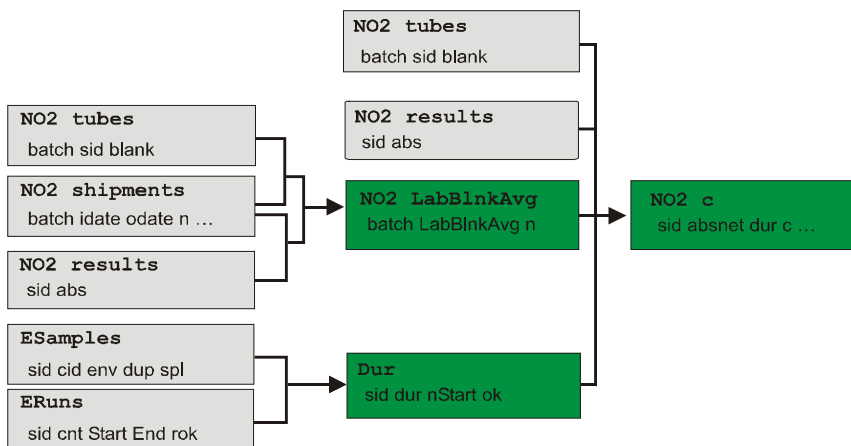 NO2 tubes
batch sid blank
NO2 shipments
batch idate odate n ...
NO2 results
sid abs
ESamples
sid cid env dup spl
ERuns
sid cnt Start End rok
NO2 tubes
batch sid blank
NO2 results
sid abs
NO2 LabBlnkAvg
batch LabBlnkAvg n
Dur
sid dur nStart ok
NO2 c
sid absnet dur c ...